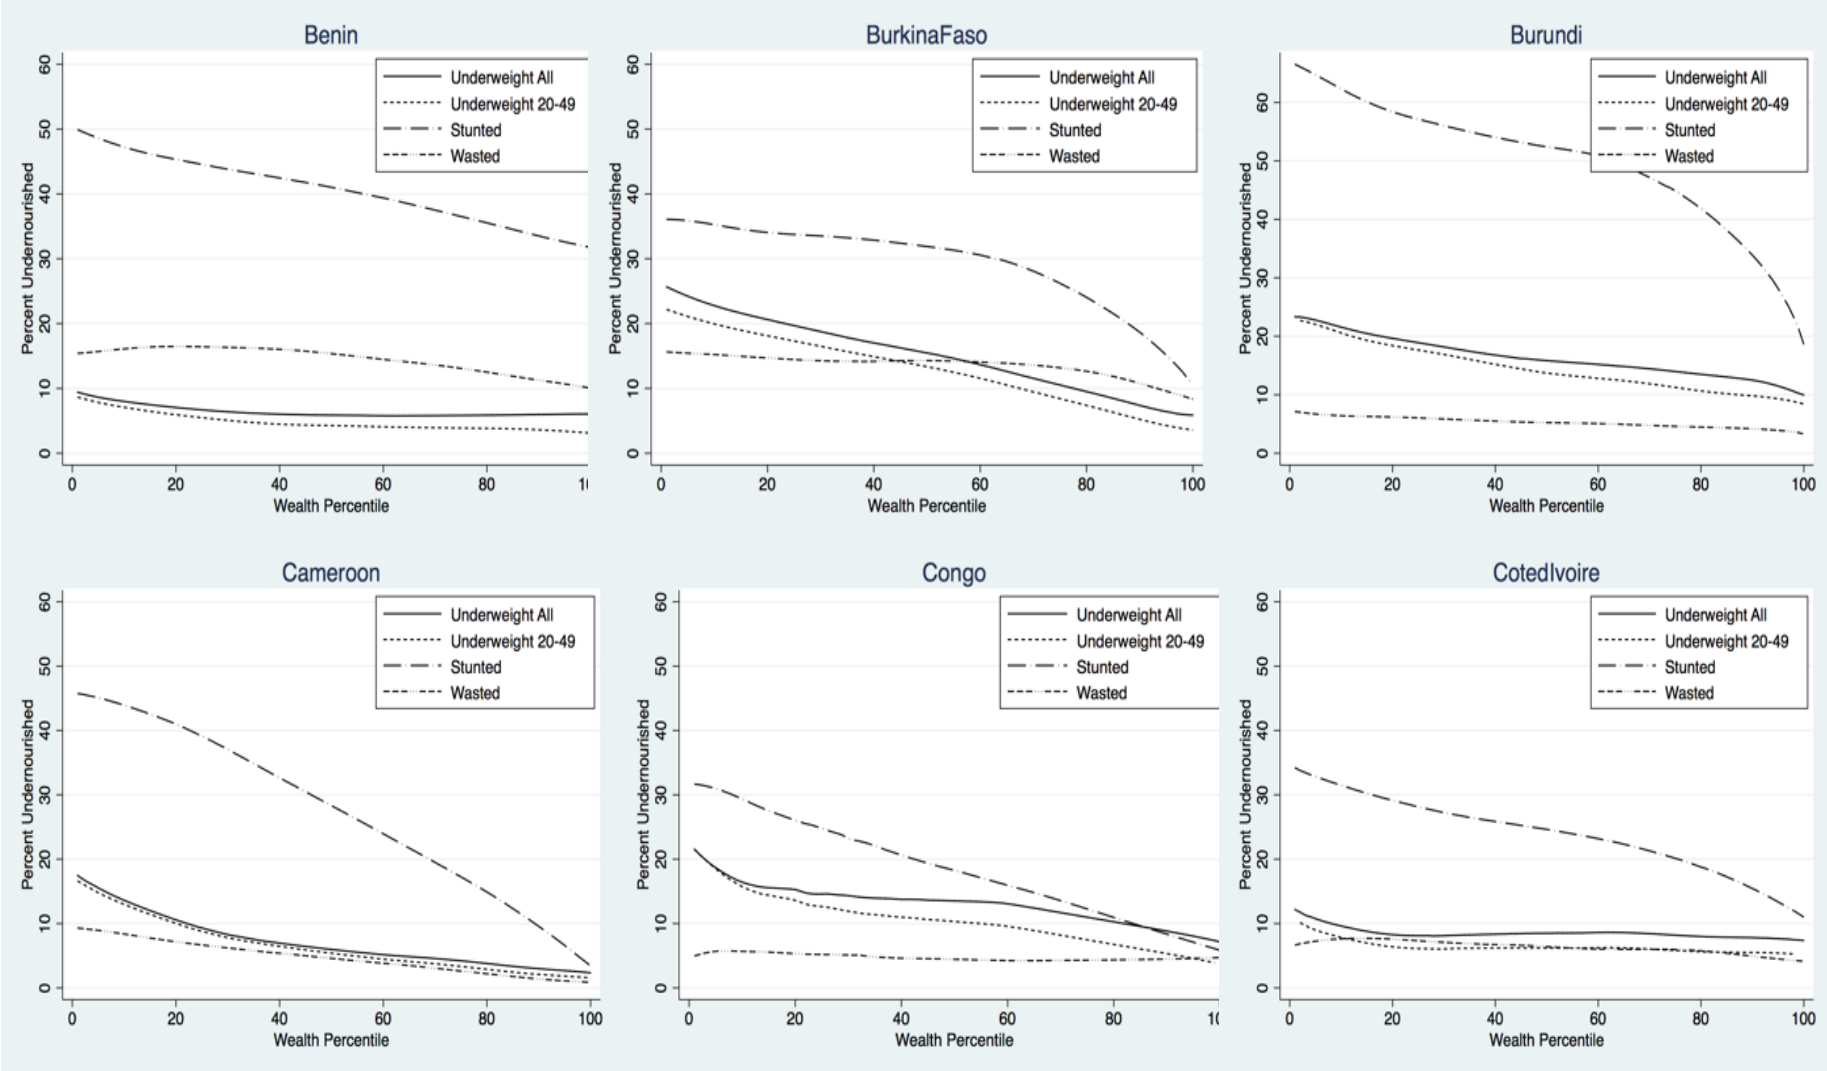 Benin
Percent Undernourished
60
50
40
30
20
10
0
Underweight All
Underweight 20-49
Stunted
Wasted
0 20 40 60 80 10
Wealth Percentile
BurkinaFaso
Percent Undernourished
60
50
40
30
20
10
0
Underweight All
Underweight 20-49
Stunted
Wasted
0 20 40 60 80 100
Wealth Percentile
Burundi
Percent Undernourished
60
50
40
30
20
10
0
Underweight All
Underweight 20-49
Stunted
Wasted
0 20 40 60 80 100
Wealth Percentile
Cameroon
Percent Undernourished
60
50
40
30
20
10
0
Underweight All
Underweight 20-49
Stunted
Wasted
0 20 40 60 80 100
Wealth Percentile
Congo
Percent Undernourished
60
50
40
30
20
10
0
Underweight All
Underweight 20-49
Stunted
Wasted
0 20 40 60 80 10
Wealth Percentile
CotedIvoire
Percent Undernourished
60
50
40
30
20
10
0
Underweight All
Underweight 20-49
Stunted
Wasted
0 20 40 60 80 100
Wealth Percentile